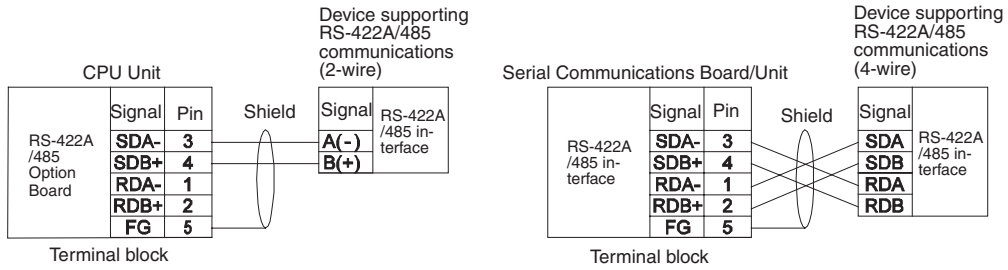 Device supporting
RS-422A/485
communications
(2-wire)
CPU Unit
Signal Pin
Shield
Signal
RS-422A
/485
Option
Board
SDA- 3
SDB+ 4
RDA- 1
RDB+ 2
FG 5
A(-)
B(+)
RS-422A
/485 in-
terface
Terminal block
Device supporting
RS-422A/485
communications
(4-wire)
Serial Communications Board/Unit
Signal Pin
Shield
Signal
RS-422A
/485 in-
terface
SDA- 3
SDB+ 4
RDA- 1
RDB+ 2
FG 5
SDA
SDB
RDA
RDB
RS-422A
/485 in-
terface
Terminal block